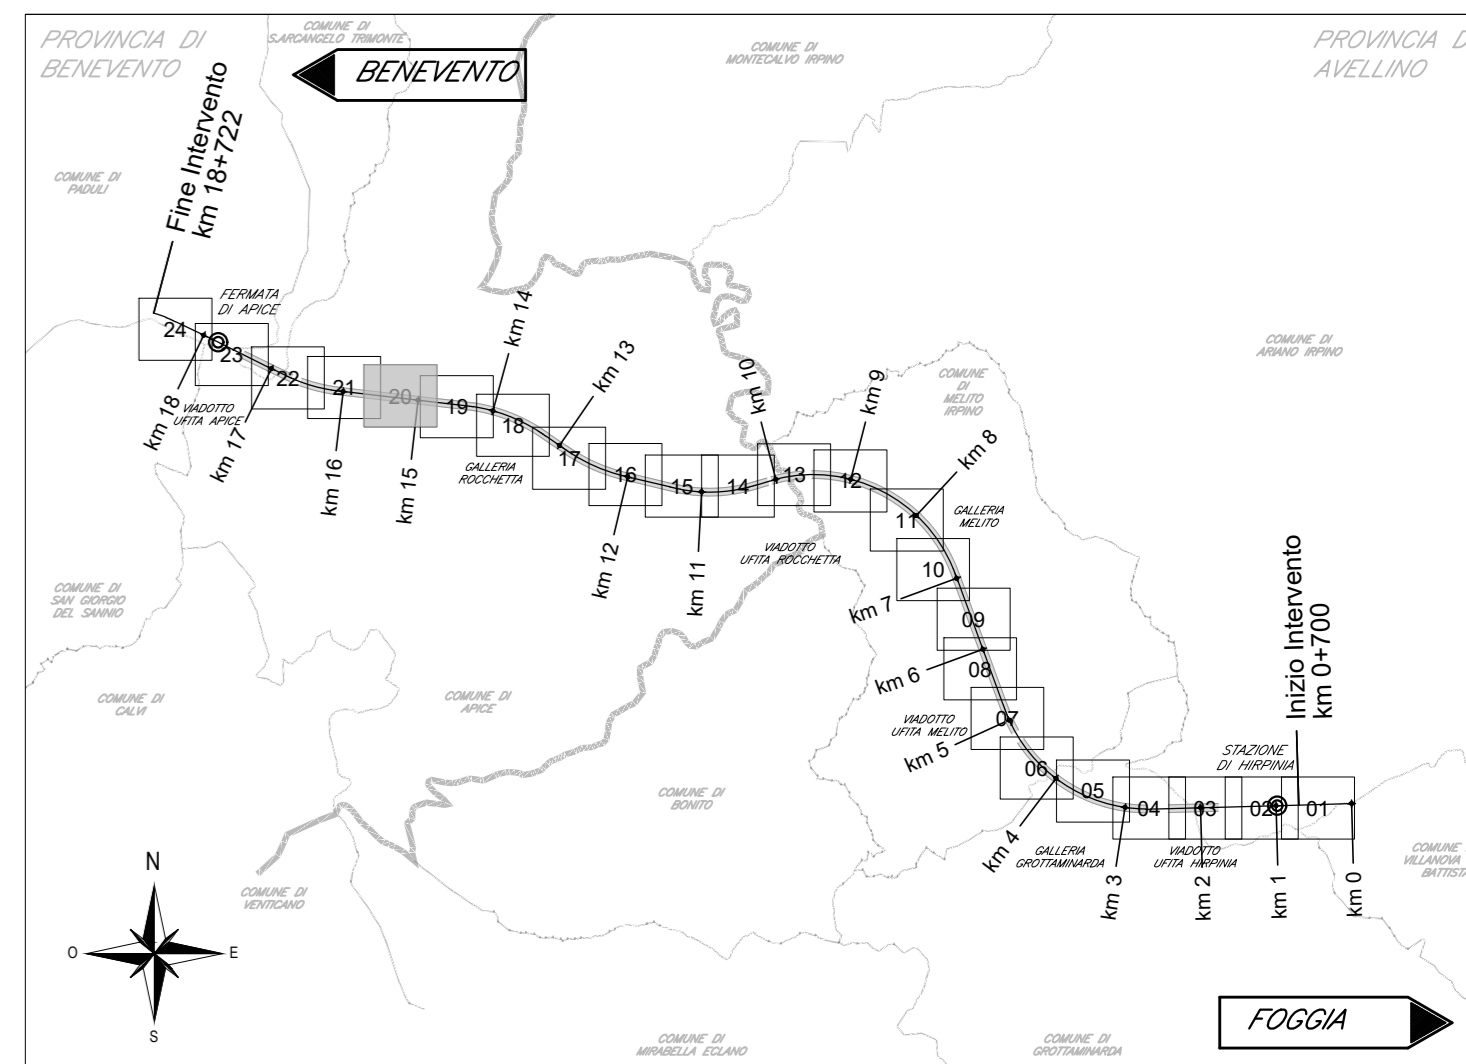 PROVINCIA DI
BENEVENTO
COMUNE DI
S.ARCANGELO TRIMONTE
BENEVENTO
COMUNE DI
MONTECALVO IRPINO
PROVINCIA D
AVELLINO
Fine Intervento
km 18+722
COMUNE DI
PADULI
FERMATA
DI APICE
24
23
22
21
20
19
18
17
16
15
14
13
12
11
10
09
08
07
06
05
04
03
02
01
VIADOTTO
UFITA APICE
km 18
km 17
km 16
km 15
km 14
km 13
km 12
km 11
km 10
km 9
km 8
km 7
km 6
km 5
km 4
km 3
km 2
km 1
km 0
GALLERIA
ROCCHETTA
VIADOTTO
UFITA ROCCHETTA
GALLERIA
MELITO
COMUNE
DI
MELITO
IRPINO
COMUNE DI
ARIANO IRPINO
Inizio Intervento
km 0+700
COMUNE DI
SAN GIORGIO
DEL SANNIO
COMUNE DI
CALVI
COMUNE DI
APICE
VIADOTTO
UFITA MELITO
STAZIONE
DI HIRPINIA
COMUNE DI
BONITO
GALLERIA
GROTTAMINARDA
VIADOTTO
UFITA HIRPINIA
COMUNE
VILLANOVA
BATTIST
COMUNE DI
VENTICANO
N
O
E
S
FOGGIA
COMUNE DI
MIRABELLA ECLANO
COMUNE DI
GROTTAMINARDA